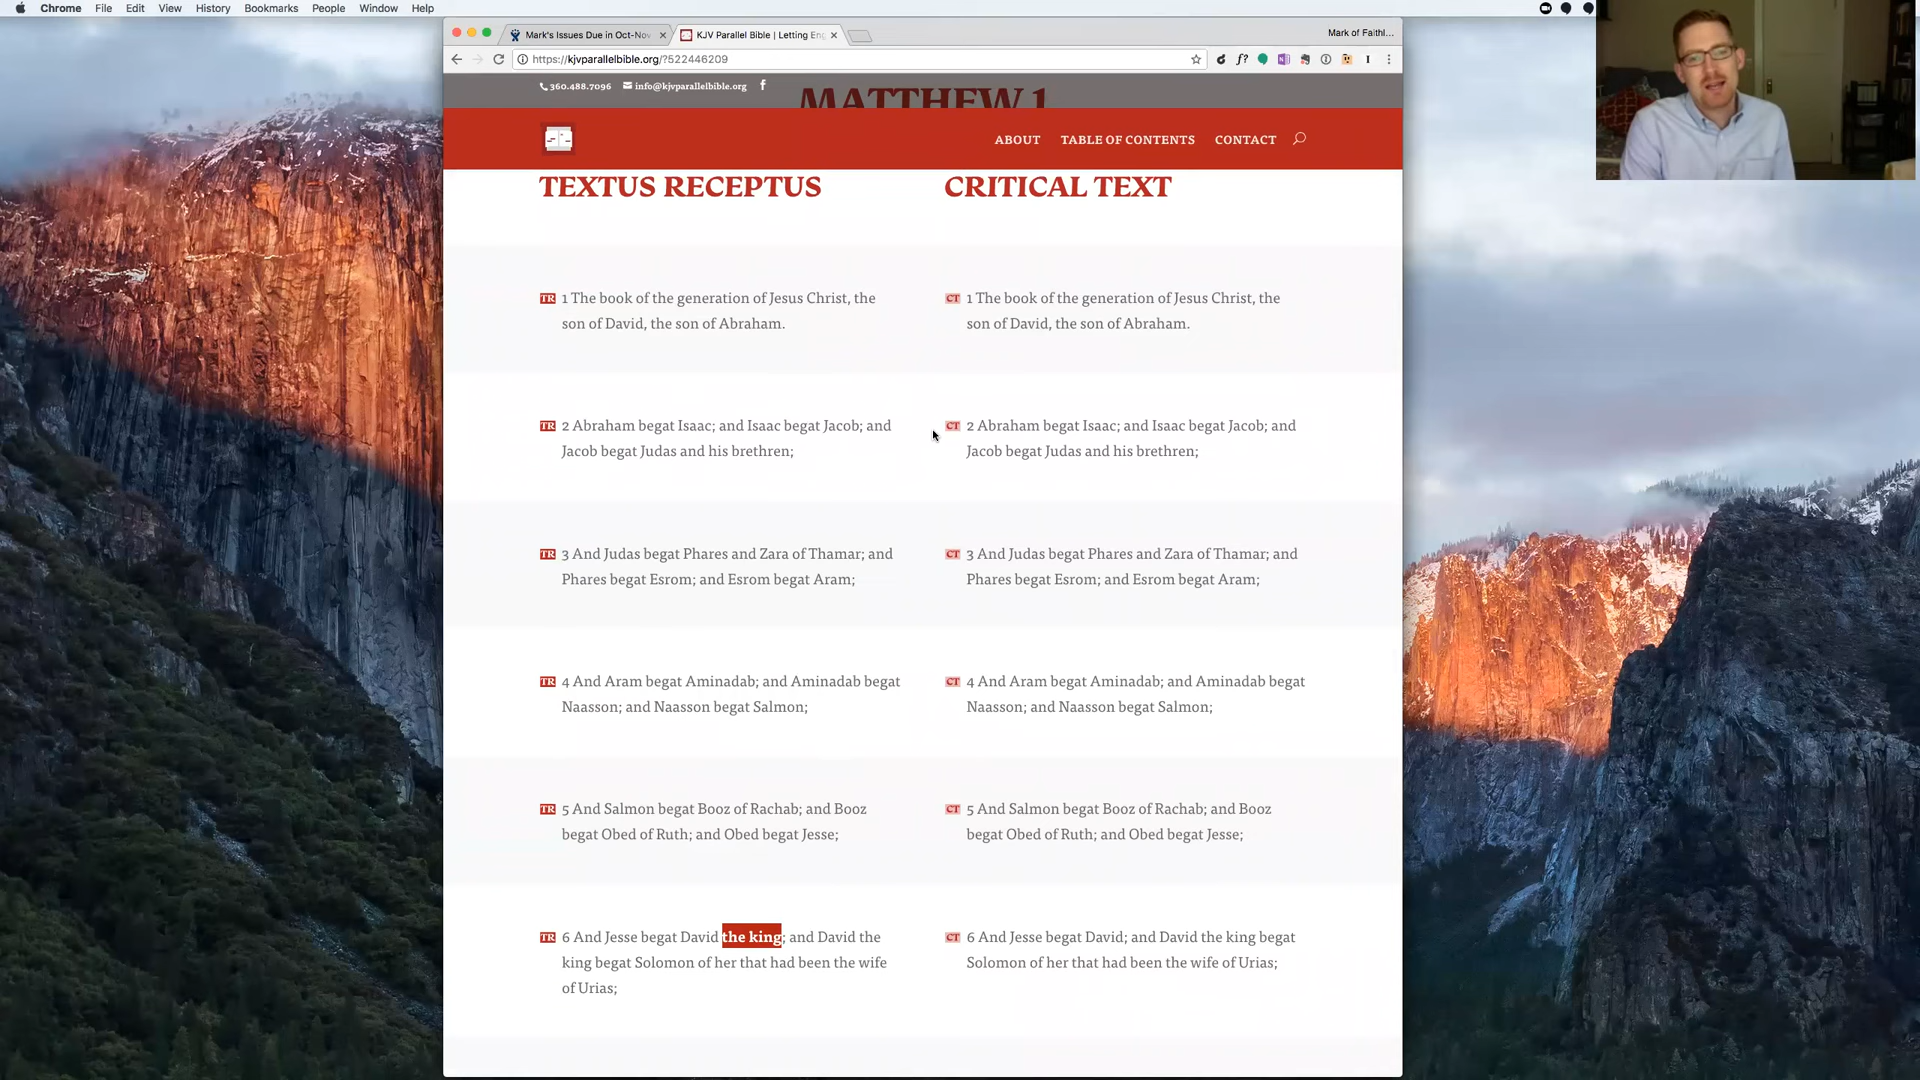 Chrome File Edit View History Bookmarks People Window Help
Mark's Issues Due in Oct-Nov
KJV Parallel Bible | Letting Eng
Mark of Faithl...
https://kjvparallelbible.org/?522446209
360.488.7096 info@kjvparallelbible.org
MATTHEW 1
ABOUT TABLE OF CONTENTS CONTACT
TEXTUS RECEPTUS
CRITICAL TEXT
TR 1 The book of the generation of Jesus Christ, the
son of David, the son of Abraham.
CT 1 The book of the generation of Jesus Christ, the
son of David, the son of Abraham.
TR 2 Abraham begat Isaac; and Isaac begat Jacob; and
Jacob begat Judas and his brethren;
CT 2 Abraham begat Isaac; and Isaac begat Jacob; and
Jacob begat Judas and his brethren;
TR 3 And Judas begat Phares and Zara of Thamar; and
Phares begat Esrom; and Esrom begat Aram;
CT 3 And Judas begat Phares and Zara of Thamar; and
Phares begat Esrom; and Esrom begat Aram;
TR 4 And Aram begat Aminadab; and Aminadab begat
Naasson; and Naasson begat Salmon;
CT 4 And Aram begat Aminadab; and Aminadab begat
Naasson; and Naasson begat Salmon;
TR 5 And Salmon begat Booz of Rachab; and Booz
begat Obed of Ruth; and Obed begat Jesse;
CT 5 And Salmon begat Booz of Rachab; and Booz
begat Obed of Ruth; and Obed begat Jesse;
TR 6 And Jesse begat David the king; and David the
king begat Solomon of her that had been the wife
of Urias;
CT 6 And Jesse begat David; and David the king begat
Solomon of her that had been the wife of Urias;